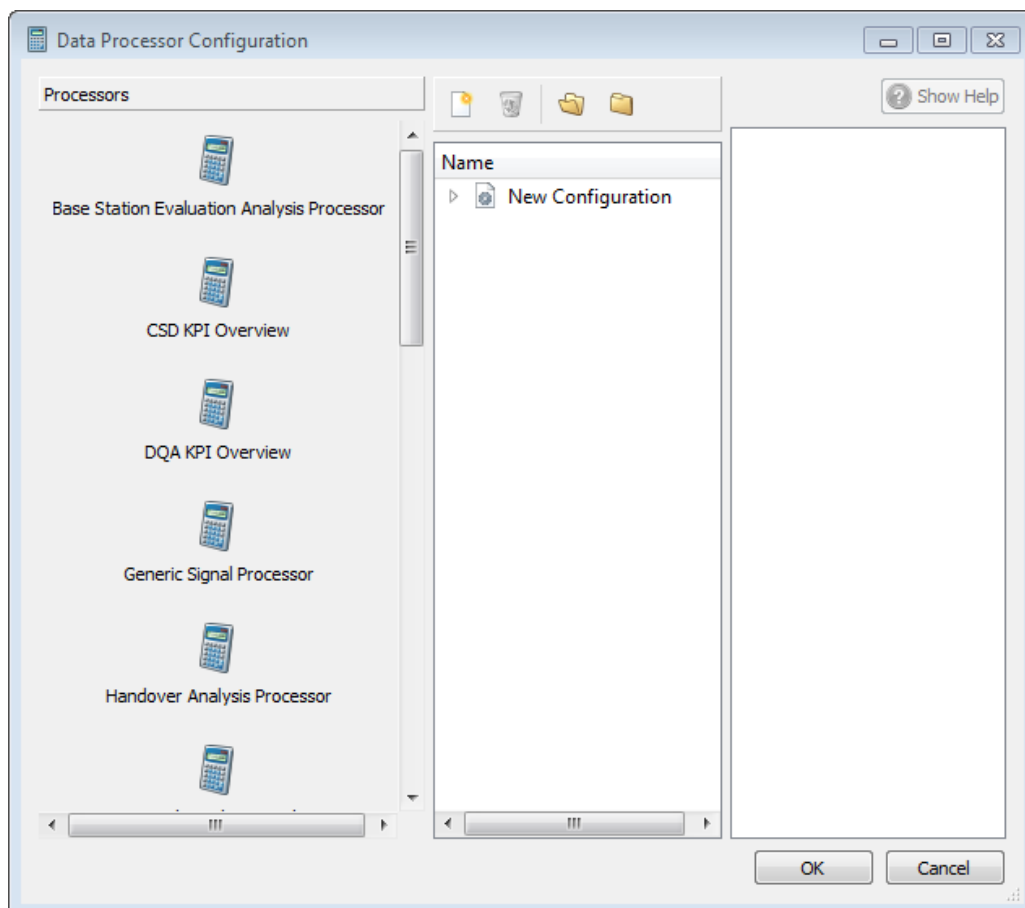 Data Processor Configuration
Processors
Show Help
Base Station Evaluation Analysis Processor
CSD KPI Overview
DQA KPI Overview
Generic Signal Processor
Handover Analysis Processor
Name
New Configuration
OK
Cancel